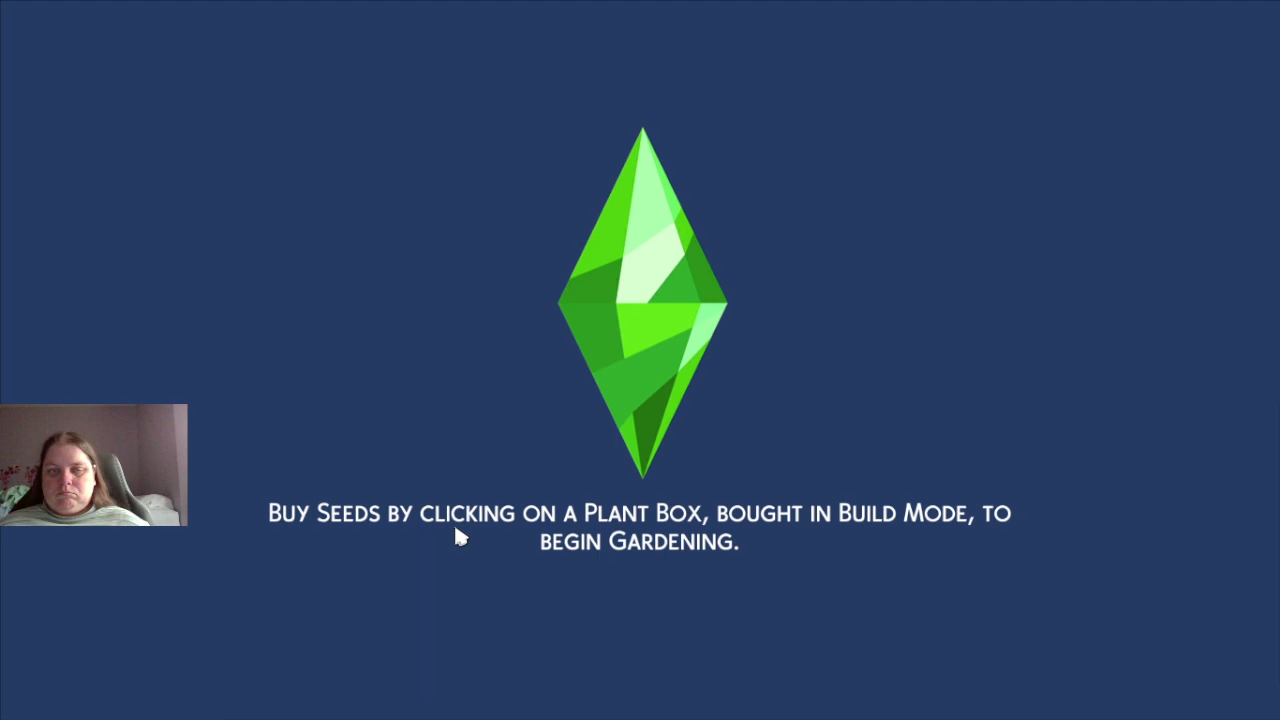 Buy Seeds by clicking on a Plant Box, bought in Build Mode, to
begin Gardening.